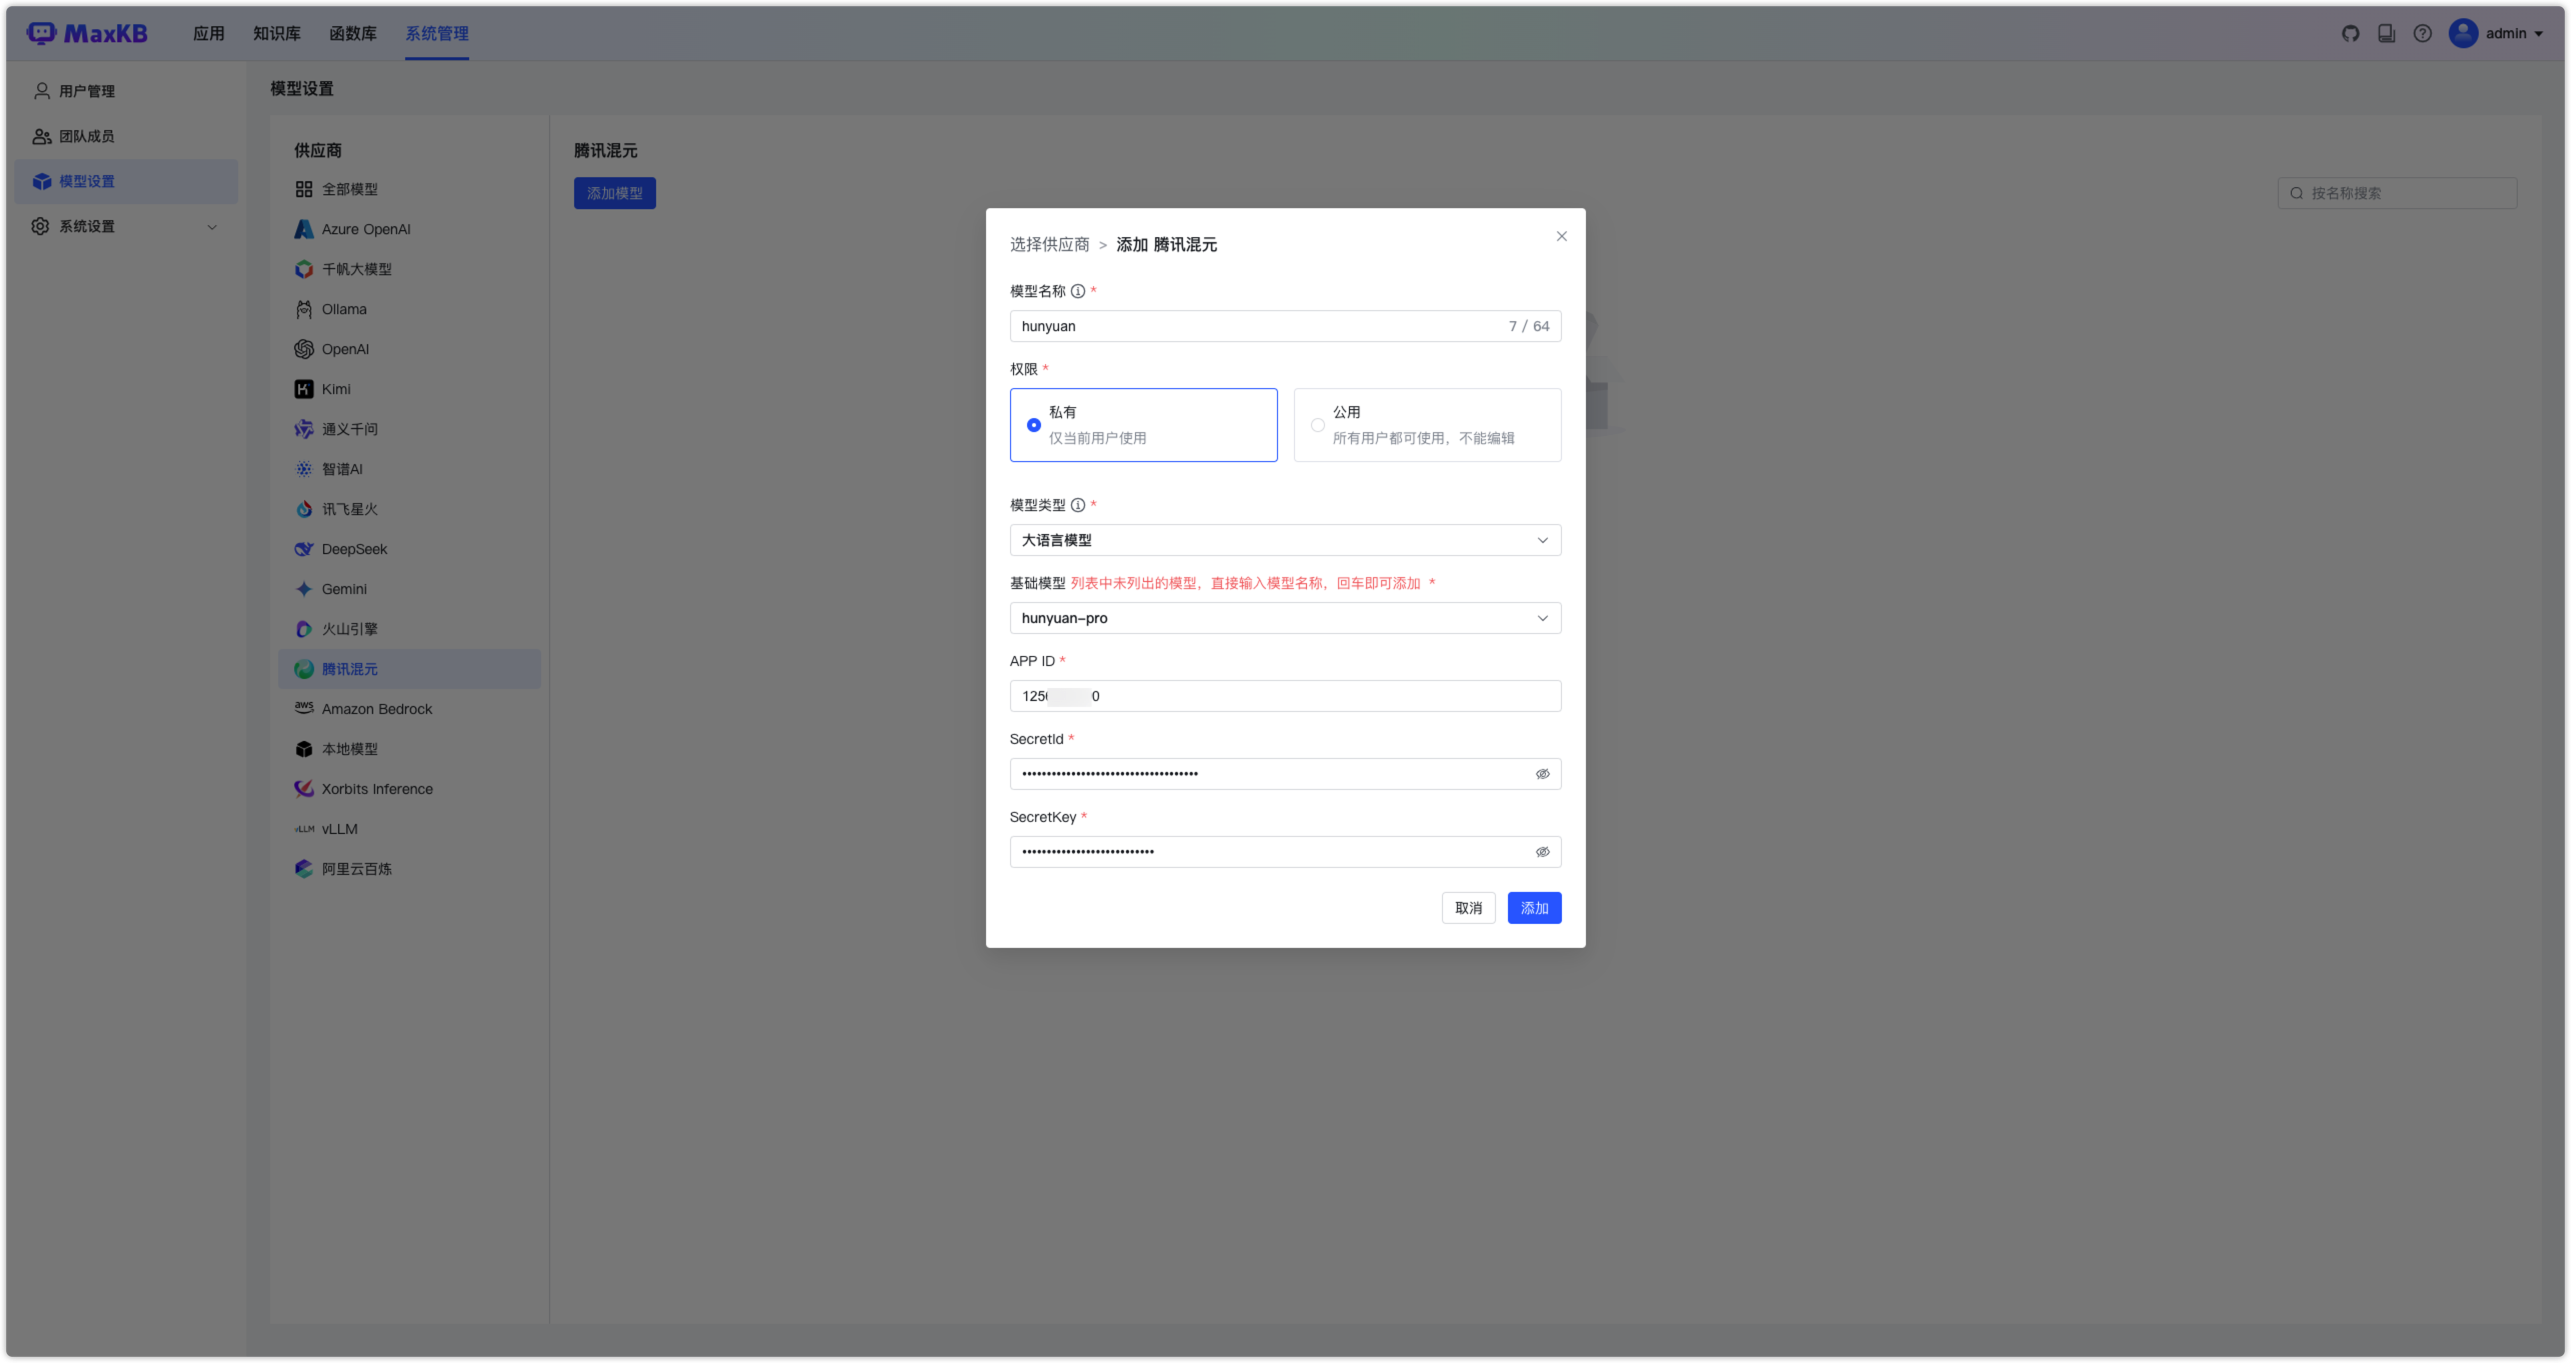 MaxKB
应用
知识库
函数库
系统管理
admin
用户管理
团队成员
模型设置
系统设置
模型设置
供应商
全部模型
Azure OpenAI
千帆大模型
Ollama
OpenAI
Kimi
通义千问
智谱AI
讯飞星火
DeepSeek
Gemini
火山引擎
腾讯混元
aws Amazon Bedrock
本地模型
Xorbits Inference
vLLM vLLM
阿里云百炼
腾讯混元
添加模型
按名称搜索
选择供应商 > 添加 腾讯混元
模型名称 *
hunyuan 7 / 64
权限 *
私有
仅当前用户使用
公用
所有用户都可使用，不能编辑
模型类型 *
大语言模型
基础模型 列表中未列出的模型，直接输入模型名称，回车即可添加 *
hunyuan-pro
APP ID *
125 0
SecretId *
SecretKey *
取消
添加